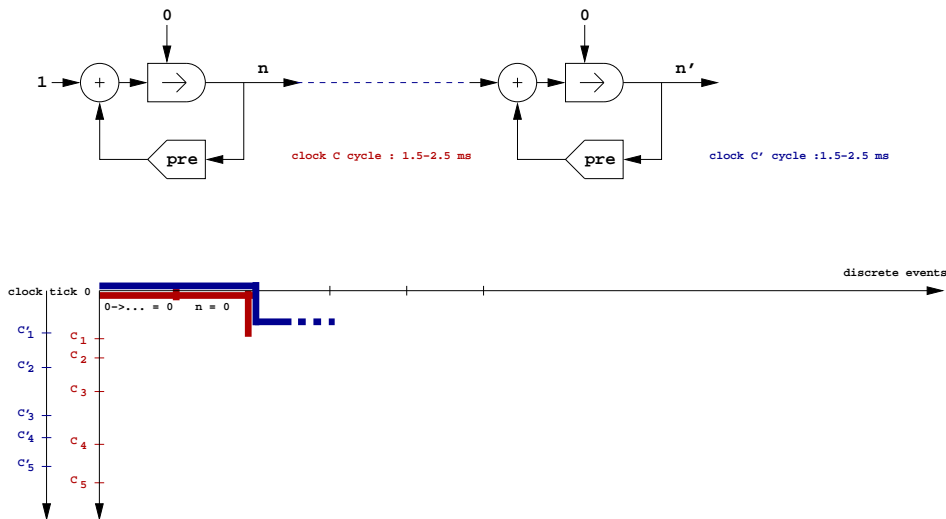 0 0
1 + → n + → n′
pre pre
clock C cycle : 1.5-2.5 ms clock C′ cycle :1.5-2.5 ms
discrete events
clock tick 0
0->... = 0 n = 0
C′1 C1
C2
C′2
C3
C′3
C′4 C4
C′5
C5